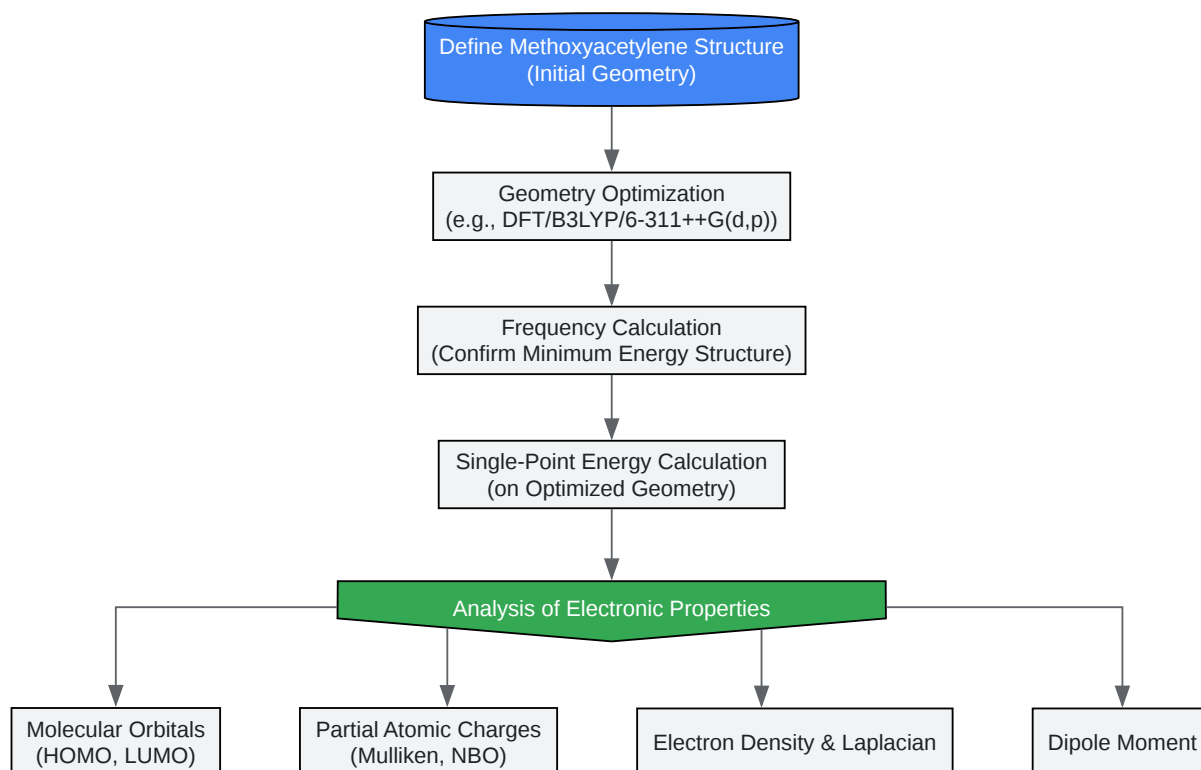 Define Methoxyacetylene Structure
(Initial Geometry)
Geometry Optimization
(e.g., DFT/B3LYP/6-311++G(d,p))
Frequency Calculation
(Confirm Minimum Energy Structure)
Single-Point Energy Calculation
(on Optimized Geometry)
Analysis of Electronic Properties
Molecular Orbitals
(HOMO, LUMO)
Partial Atomic Charges
(Mulliken, NBO)
Electron Density & Laplacian
Dipole Moment